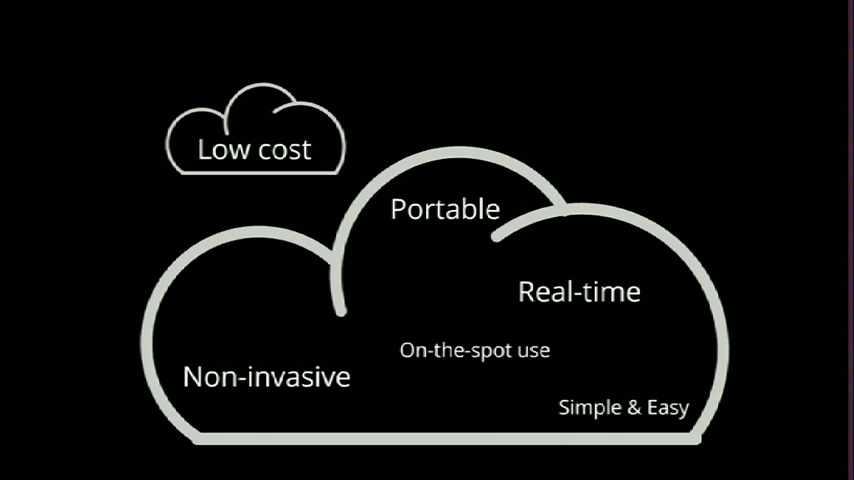 Low cost
Portable
Real-time
On-the-spot use
Non-invasive
Simple & Easy